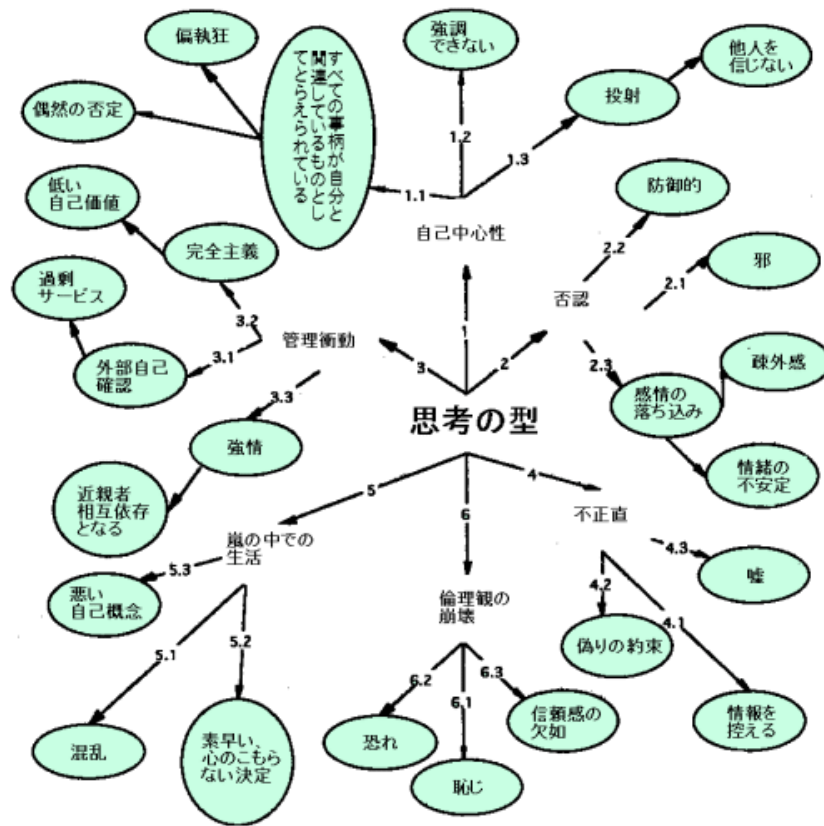 偏執狂
偶然の否定
すべての事柄が自分と
関連しているものとし
てとらえられている
強調
できない
他人を
信じない
投射
1.1
1.2
1.3
自己中心性
低い
自己価値
完全主義
過剰
サービス
外部自己
確認
3.2
3.1
管理衝動
3.3
強情
近親者
相互依存
となる
防御的
邪
2.2
2.1
否認
2.3
疎外感
感情の
落ち込み
情緒の
不安定
1
2
3
思考の型
5
6
4
嵐の中での
生活
5.3
悪い
自己概念
5.1
5.2
混乱
素早い、
心のこもら
ない決定
倫理観の
崩壊
6.2
6.1
6.3
恐れ
恥じ
信頼感の
欠如
不正直
4.3
嘘
4.2
4.1
偽りの約束
情報を
控える